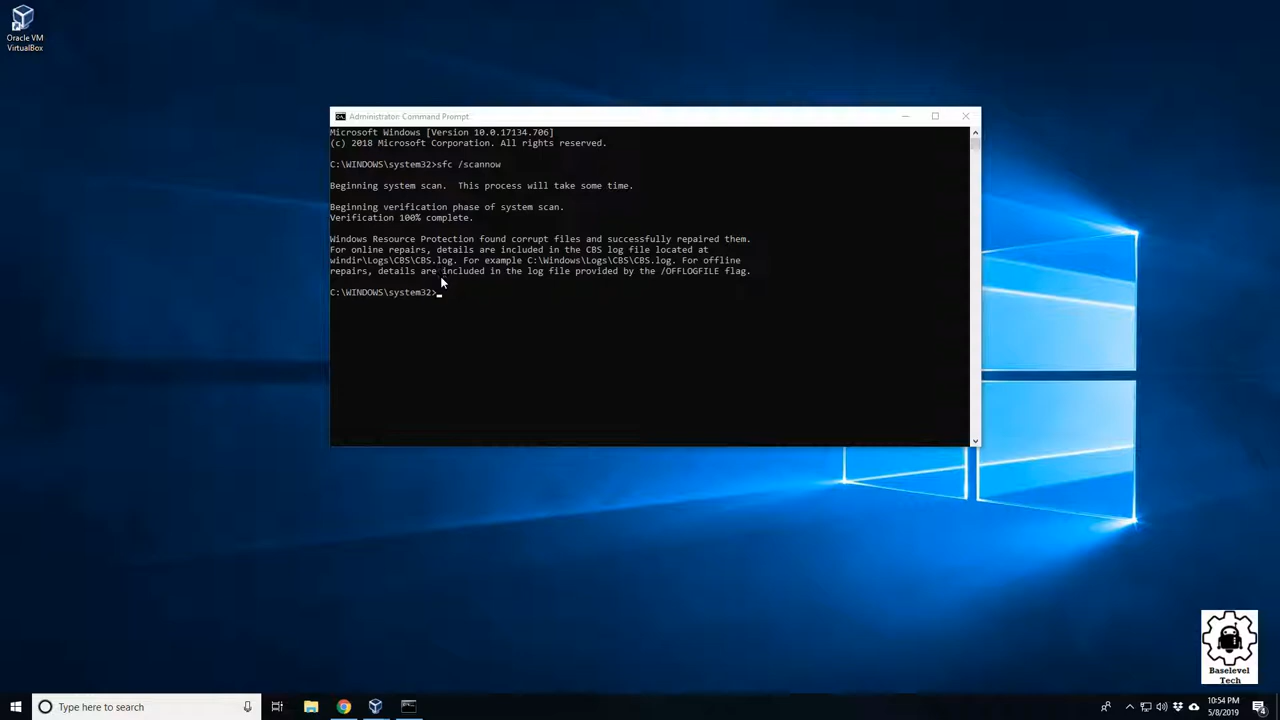 Oracle VM
VirtualBox
Administrator: Command Prompt
Microsoft Windows [Version 10.0.17134.706]
(c) 2018 Microsoft Corporation. All rights reserved.
C:\WINDOWS\system32>sfc /scannow
Beginning system scan.  This process will take some time.
Beginning verification phase of system scan.
Verification 100% complete.
Windows Resource Protection found corrupt files and successfully repaired them.
For online repairs, details are included in the CBS log file located at
windir\Logs\CBS\CBS.log. For example C:\Windows\Logs\CBS\CBS.log. For offline
repairs, details are included in the log file provided by the /OFFLOGFILE flag.
C:\WINDOWS\system32>
Baselevel
Tech
Type here to search
10:54 PM
5/8/2019
4